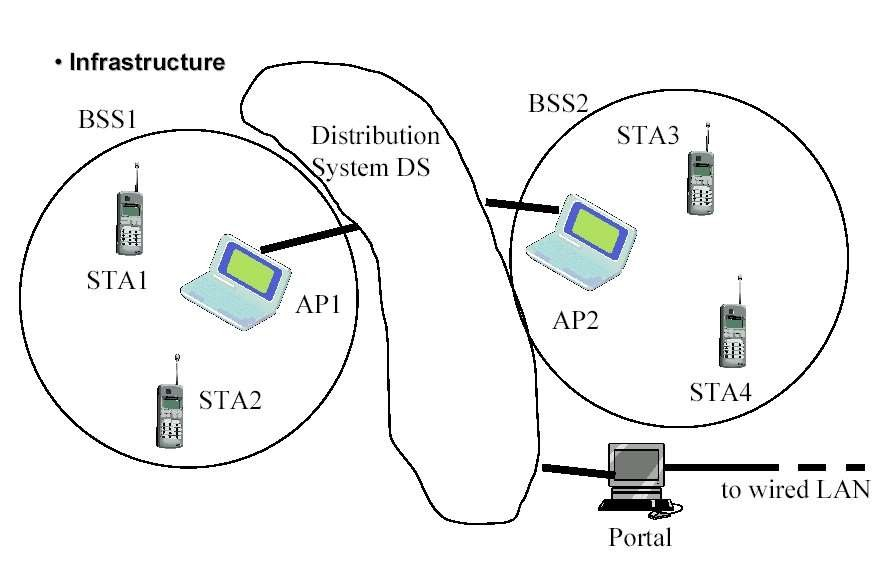 • Infrastructure
BSS1
Distribution
System DS
BSS2
STA3
STA1
AP1
AP2
STA2
STA4
to wired LAN
Portal